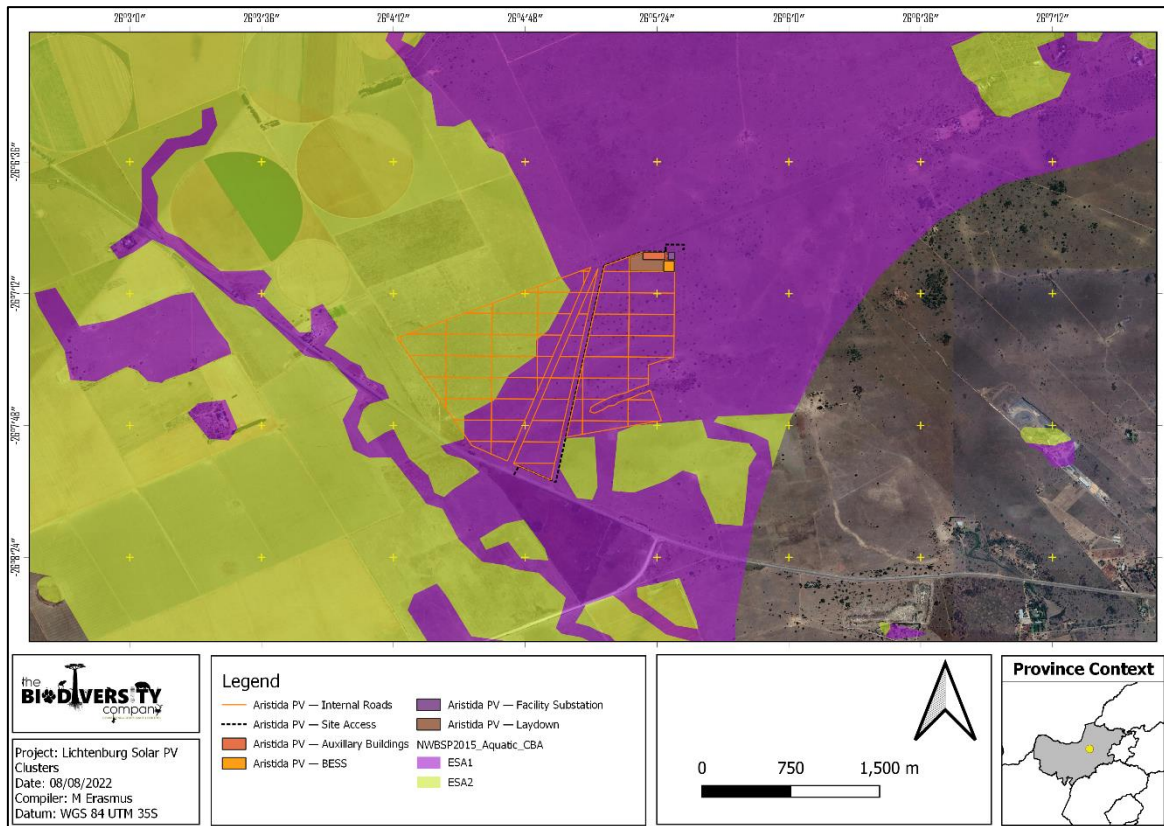 26°3'0" 26°3'36" 26°4'12" 26°4'48" 26°5'24" 26°6'0" 26°6'36" 26°7'12"
-26°6'36"
-26°7'12"
-26°7'48"
-26°8'24"
the
BIODIVERSITY
company
Project: Lichtenburg Solar PV
Clusters
Date: 08/08/2022
Compiler: M Erasmus
Datum: WGS 84 UTM 35S
Legend
Aristida PV — Internal Roads
Aristida PV — Site Access
Aristida PV — Auxillary Buildings
Aristida PV — BESS
Aristida PV — Facility Substation
Aristida PV — Laydown
NWBSP2015_Aquatic_CBA
ESA1
ESA2
0 750 1,500 m
Province Context